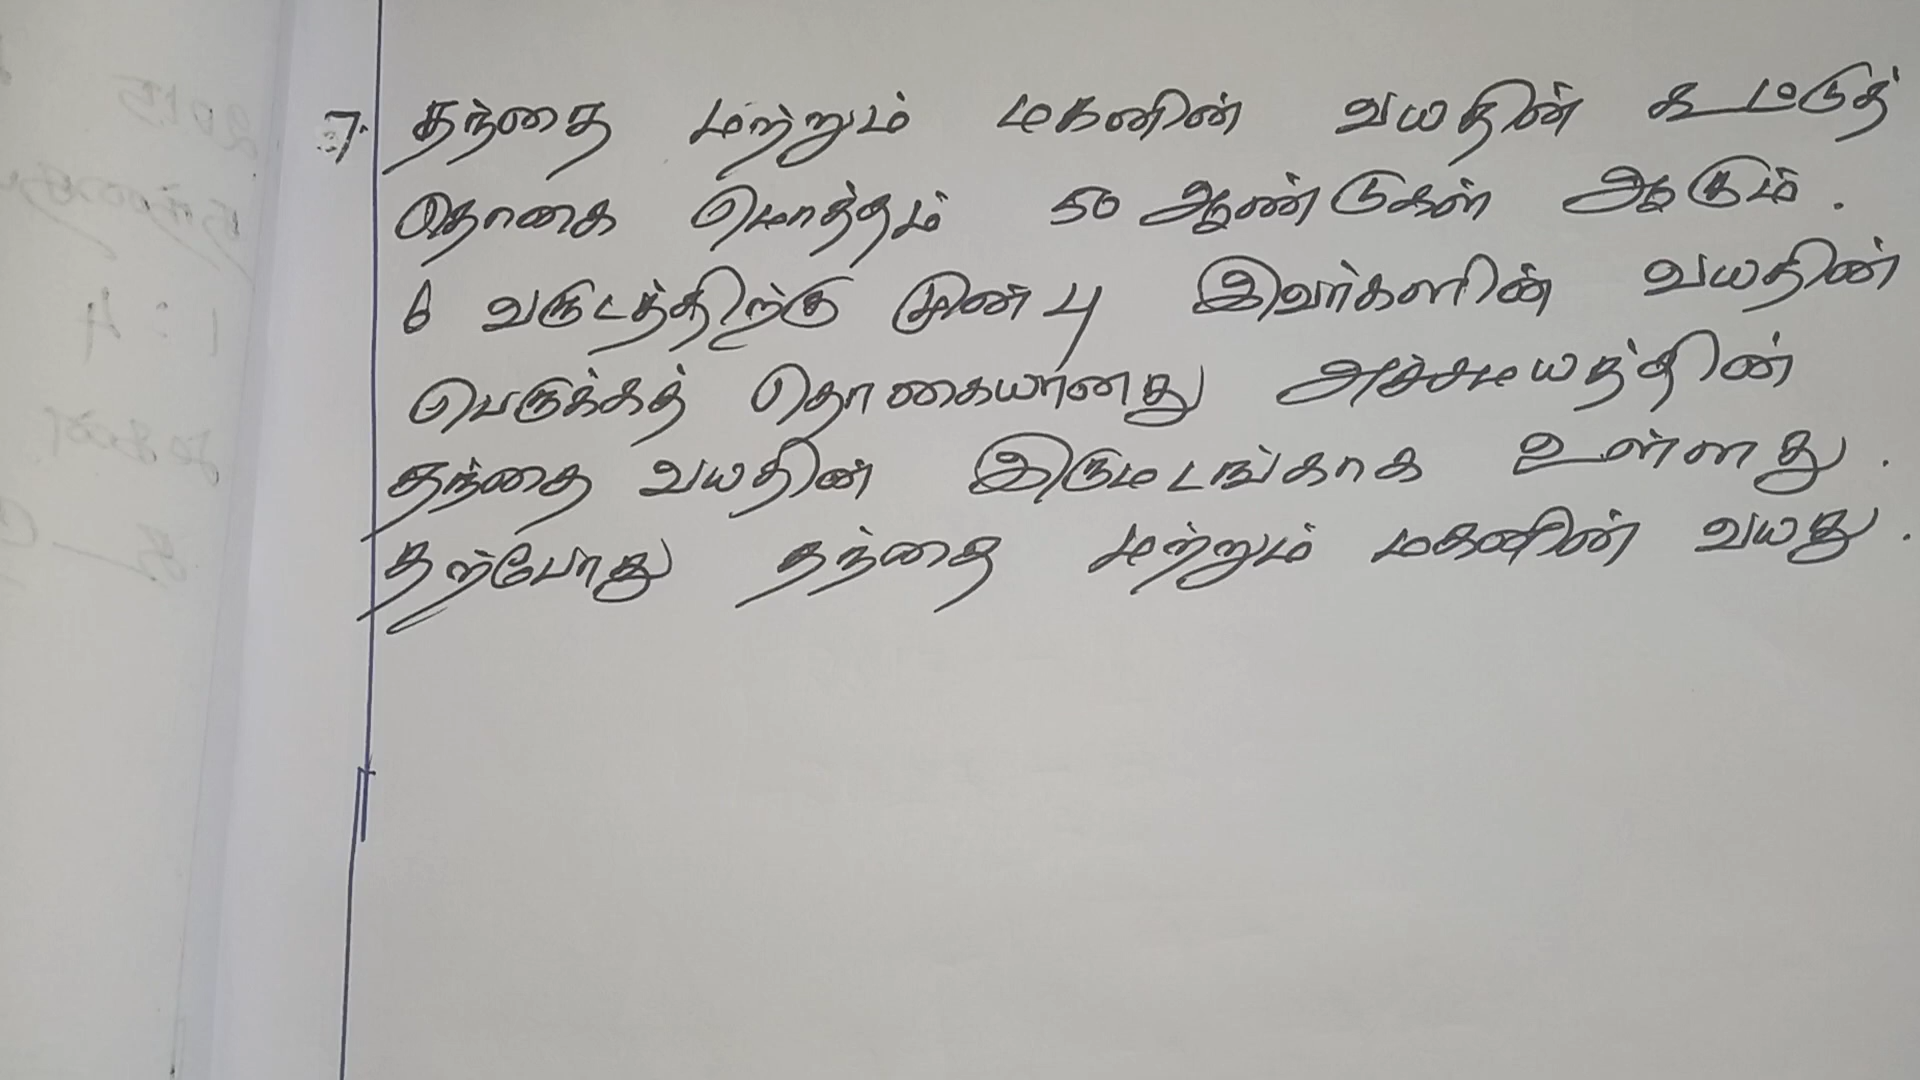 7. தந்தை மற்றும் மகனின் வயதின் கூட்டுத்
தொகை மொத்தம் 50 ஆண்டுகள் ஆகும்.
6 வருடத்திற்கு முன்பு இவர்களின் வயதின்
பெருக்கத் தொகையானது அச்சமயத்தின்
தந்தை வயதின் இருமடங்காக உள்ளது.
தற்போது தந்தை மற்றும் மகனின் வயது.